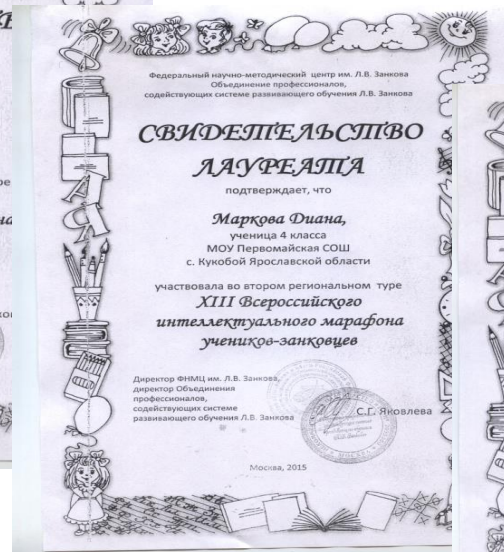 Федеральный научно-методический центр им. Л.В. Занкова
Объединение профессионалов,
содействующих системе развивающего обучения Л.В. Занкова
СВИДЕТЕЛЬСТВО
ЛАУРЕАТА
подтверждает, что
Маркова Диана,
ученица 4 класса
МОУ Первомайская СОШ
с. Кукобой Ярославской области
участвовала во втором региональном туре
XIII Всероссийского
интеллектуального марафона
учеников-занковцев
Директор ФНМЦ им. Л.В. Занкова,
директор Объединения
профессионалов,
содействующих системе
развивающего обучения Л.В. Занкова
С.Г. Яковлева
Москва, 2015